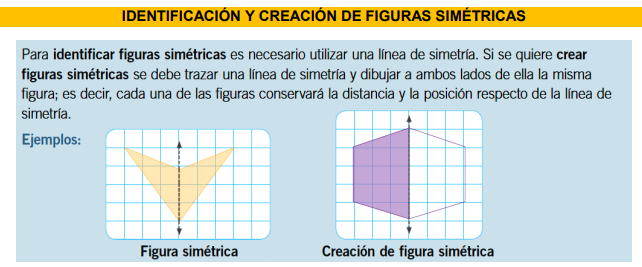 IDENTIFICACIÓN Y CREACIÓN DE FIGURAS SIMÉTRICAS
Para identificar figuras simétricas es necesario utilizar una línea de simetría. Si se quiere crear
figuras simétricas se debe trazar una línea de simetría y dibujar a ambos lados de ella la misma
figura; es decir, cada una de las figuras conservará la distancia y la posición respecto de la línea de
simetría.
Ejemplos:
Figura simétrica
Creación de figura simétrica